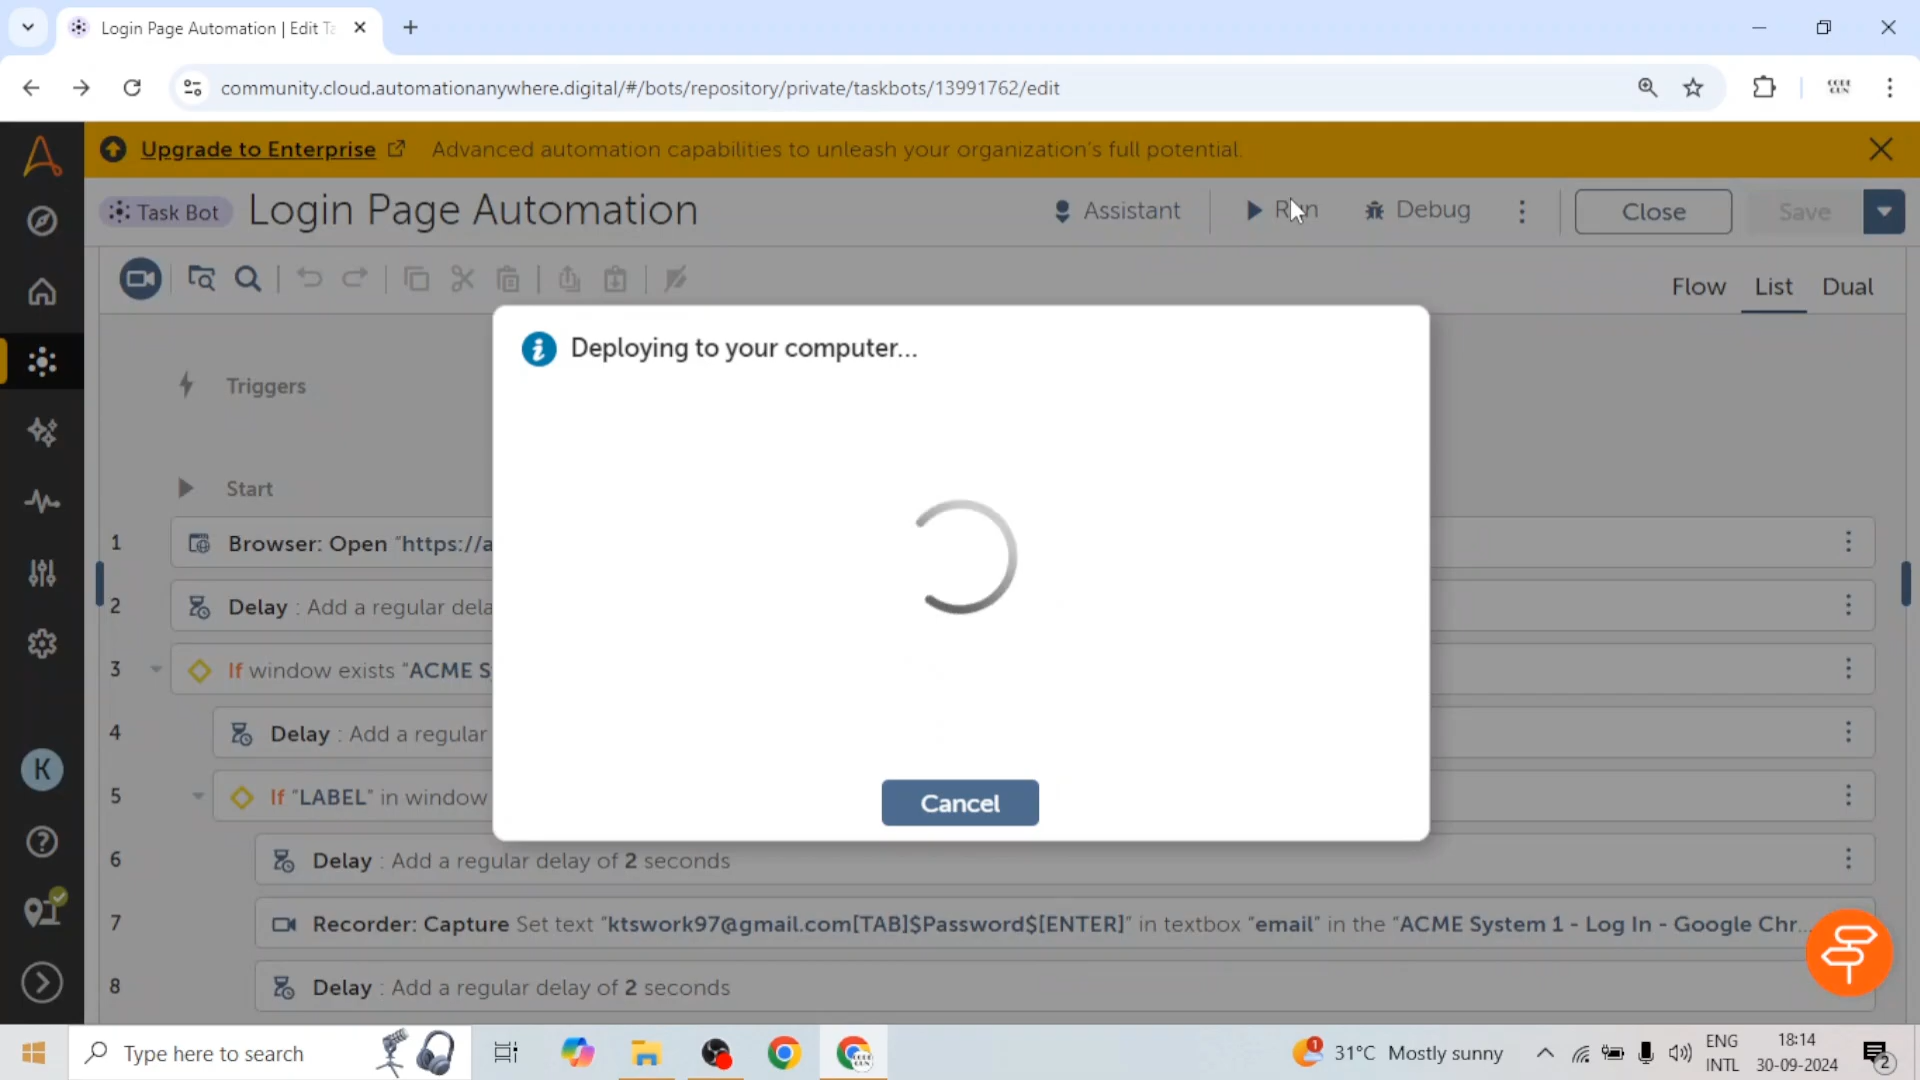 Login Page Automation | Edit Ta
community.cloud.automationanywhere.digital/#/bots/repository/private/taskbots/13991762/edit
CODE GUN
Upgrade to Enterprise Advanced automation capabilities to unleash your organization's full potential.
Task Bot Login Page Automation Assistant Run Debug Close Save
Flow List Dual
Deploying to your computer...
Triggers
Start
1 Browser: Open "https://a
2 Delay : Add a regular dela
3 If window exists "ACME S
4 Delay : Add a regular
5 If "LABEL" in window
Cancel
6 Delay : Add a regular delay of 2 seconds
7 Recorder: Capture Set text "ktswork97@gmail.com[TAB]$Password$[ENTER]" in textbox "email" in the "ACME System 1 - Log In - Google Chr...
8 Delay : Add a regular delay of 2 seconds
K
Type here to search
1 31°C Mostly sunny
ENG INTL
18:14
30-09-2024
2